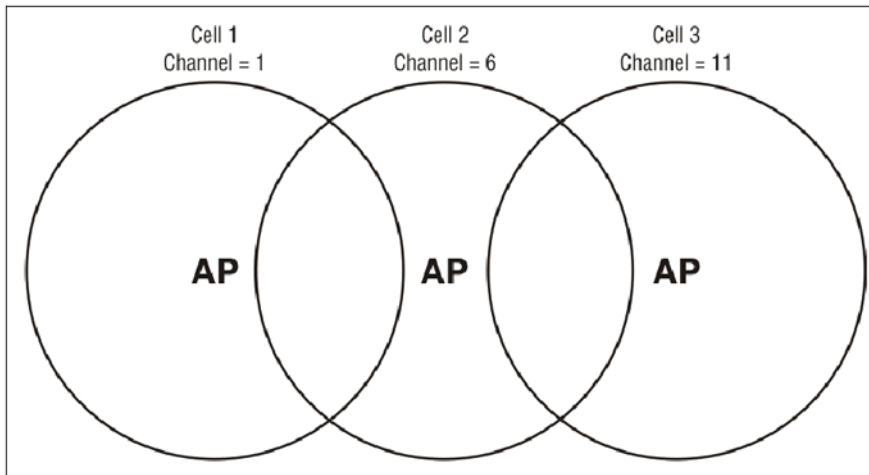 Cell 1
Channel = 1
Cell 2
Channel = 6
Cell 3
Channel = 11
AP
AP
AP